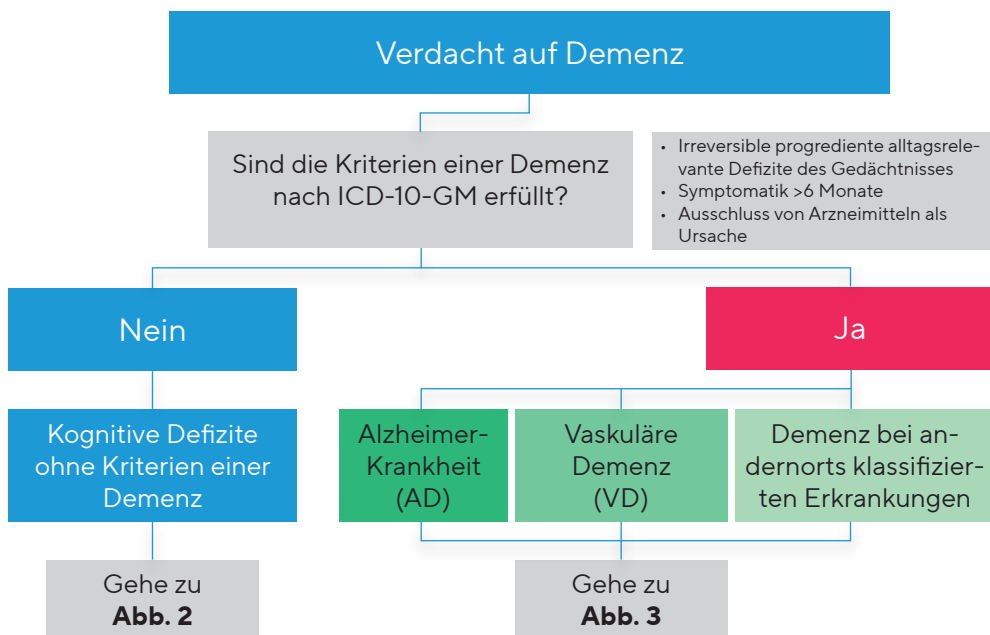 Verdacht auf Demenz
Sind die Kriterien einer Demenz
nach ICD-10-GM erfüllt?
• Irreversible progrediente alltagsrele-
vante Defizite des Gedächtnisses
• Symptomatik >6 Monate
• Ausschluss von Arzneimitteln als
Ursache
Nein
Ja
Kognitive Defizite
ohne Kriterien einer
Demenz
Alzheimer-
Krankheit
(AD)
Vaskuläre
Demenz
(VD)
Demenz bei an-
dernorts klassifizier-
ten Erkrankungen
Gehe zu
Abb. 2
Gehe zu
Abb. 3